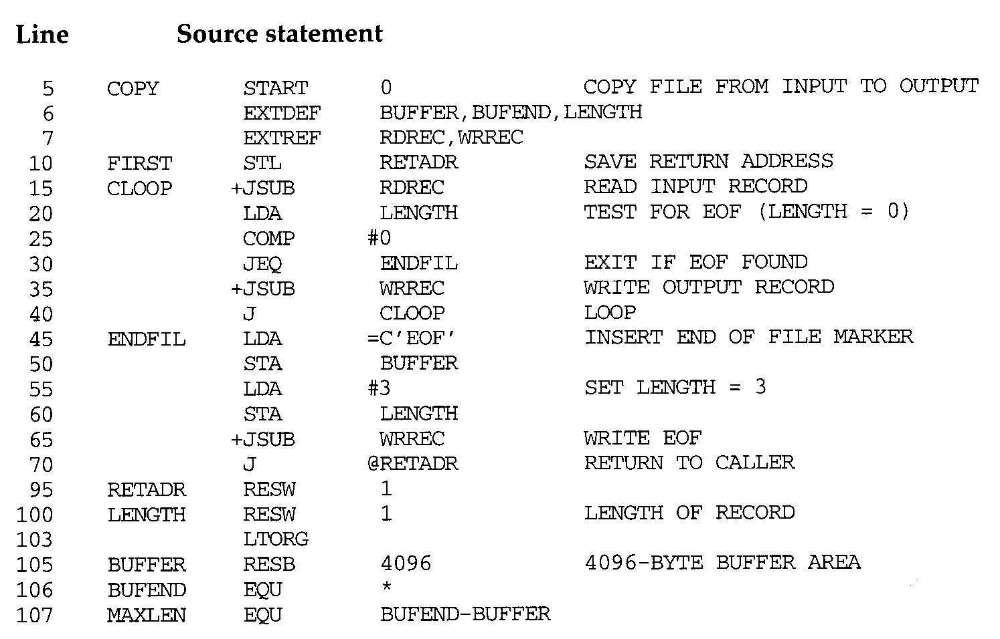 Line Source statement
5 COPY START 0 COPY FILE FROM INPUT TO OUTPUT
6 EXTDEF BUFFER,BUFEND,LENGTH
7 EXTREF RDREC,WRREC
10 FIRST STL RETADR SAVE RETURN ADDRESS
15 CLOOP +JSUB RDREC READ INPUT RECORD
20 LDA LENGTH TEST FOR EOF (LENGTH = 0)
25 COMP #0
30 JEQ ENDFIL EXIT IF EOF FOUND
35 +JSUB WRREC WRITE OUTPUT RECORD
40 J CLOOP LOOP
45 ENDFIL LDA =C'EOF' INSERT END OF FILE MARKER
50 STA BUFFER
55 LDA #3 SET LENGTH = 3
60 STA LENGTH
65 +JSUB WRREC WRITE EOF
70 J @RETADR RETURN TO CALLER
95 RETADR RESW 1
100 LENGTH RESW 1 LENGTH OF RECORD
103 LTORG
105 BUFFER RESB 4096 4096-BYTE BUFFER AREA
106 BUFEND EQU *
107 MAXLEN EQU BUFEND-BUFFER